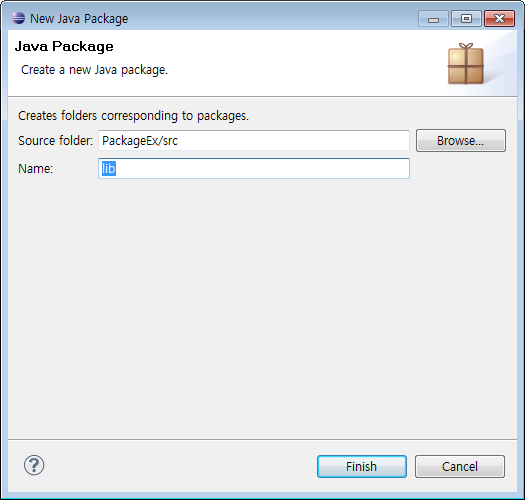 New Java Package
Java Package
Create a new Java package.
Creates folders corresponding to packages.
Source folder: PackageEx/src Browse...
Name: lib
? Finish Cancel